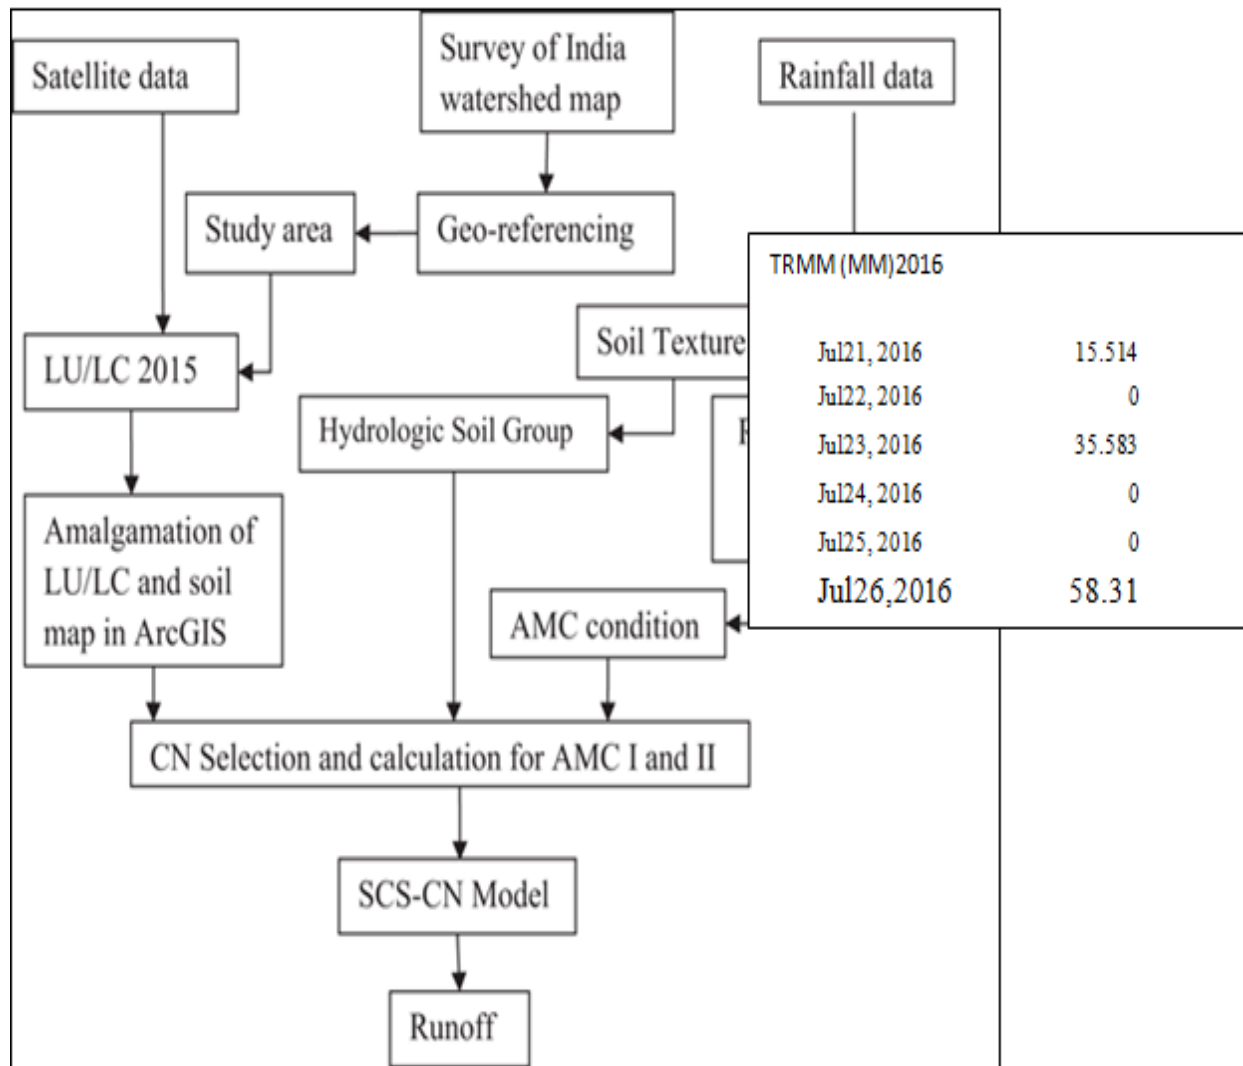 Satellite data
Survey of India
watershed map
Rainfall data
Study area
Geo-referencing
TRMM (MM)2016
Jul21, 2016 15.514
Jul22, 2016 0
Jul23, 2016 35.583
Jul24, 2016 0
Jul25, 2016 0
Jul26,2016 58.31
Soil Texture
LU/LC 2015
Hydrologic Soil Group
Amalgamation of
LU/LC and soil
map in ArcGIS
AMC condition
CN Selection and calculation for AMC I and II
SCS-CN Model
Runoff